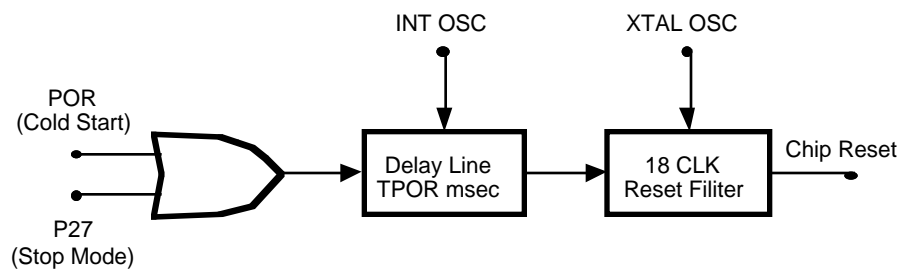 INT OSC
XTAL OSC
POR
(Cold Start)
P27
(Stop Mode)
Delay Line
TPOR msec
18 CLK
Reset Filiter
Chip Reset